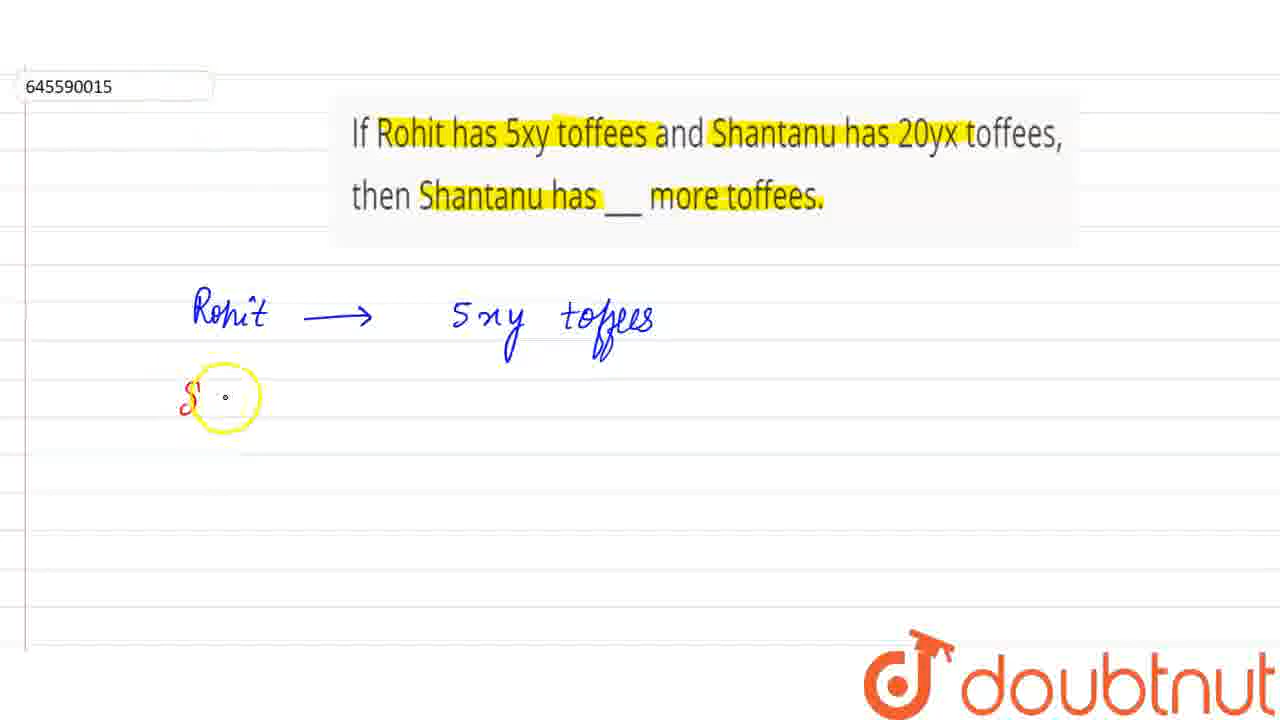 645590015
If Rohit has 5xy toffees and Shantanu has 20yx toffees,
then Shantanu has ___ more toffees.
Rohit → 5xy toffees
S
doubtnut